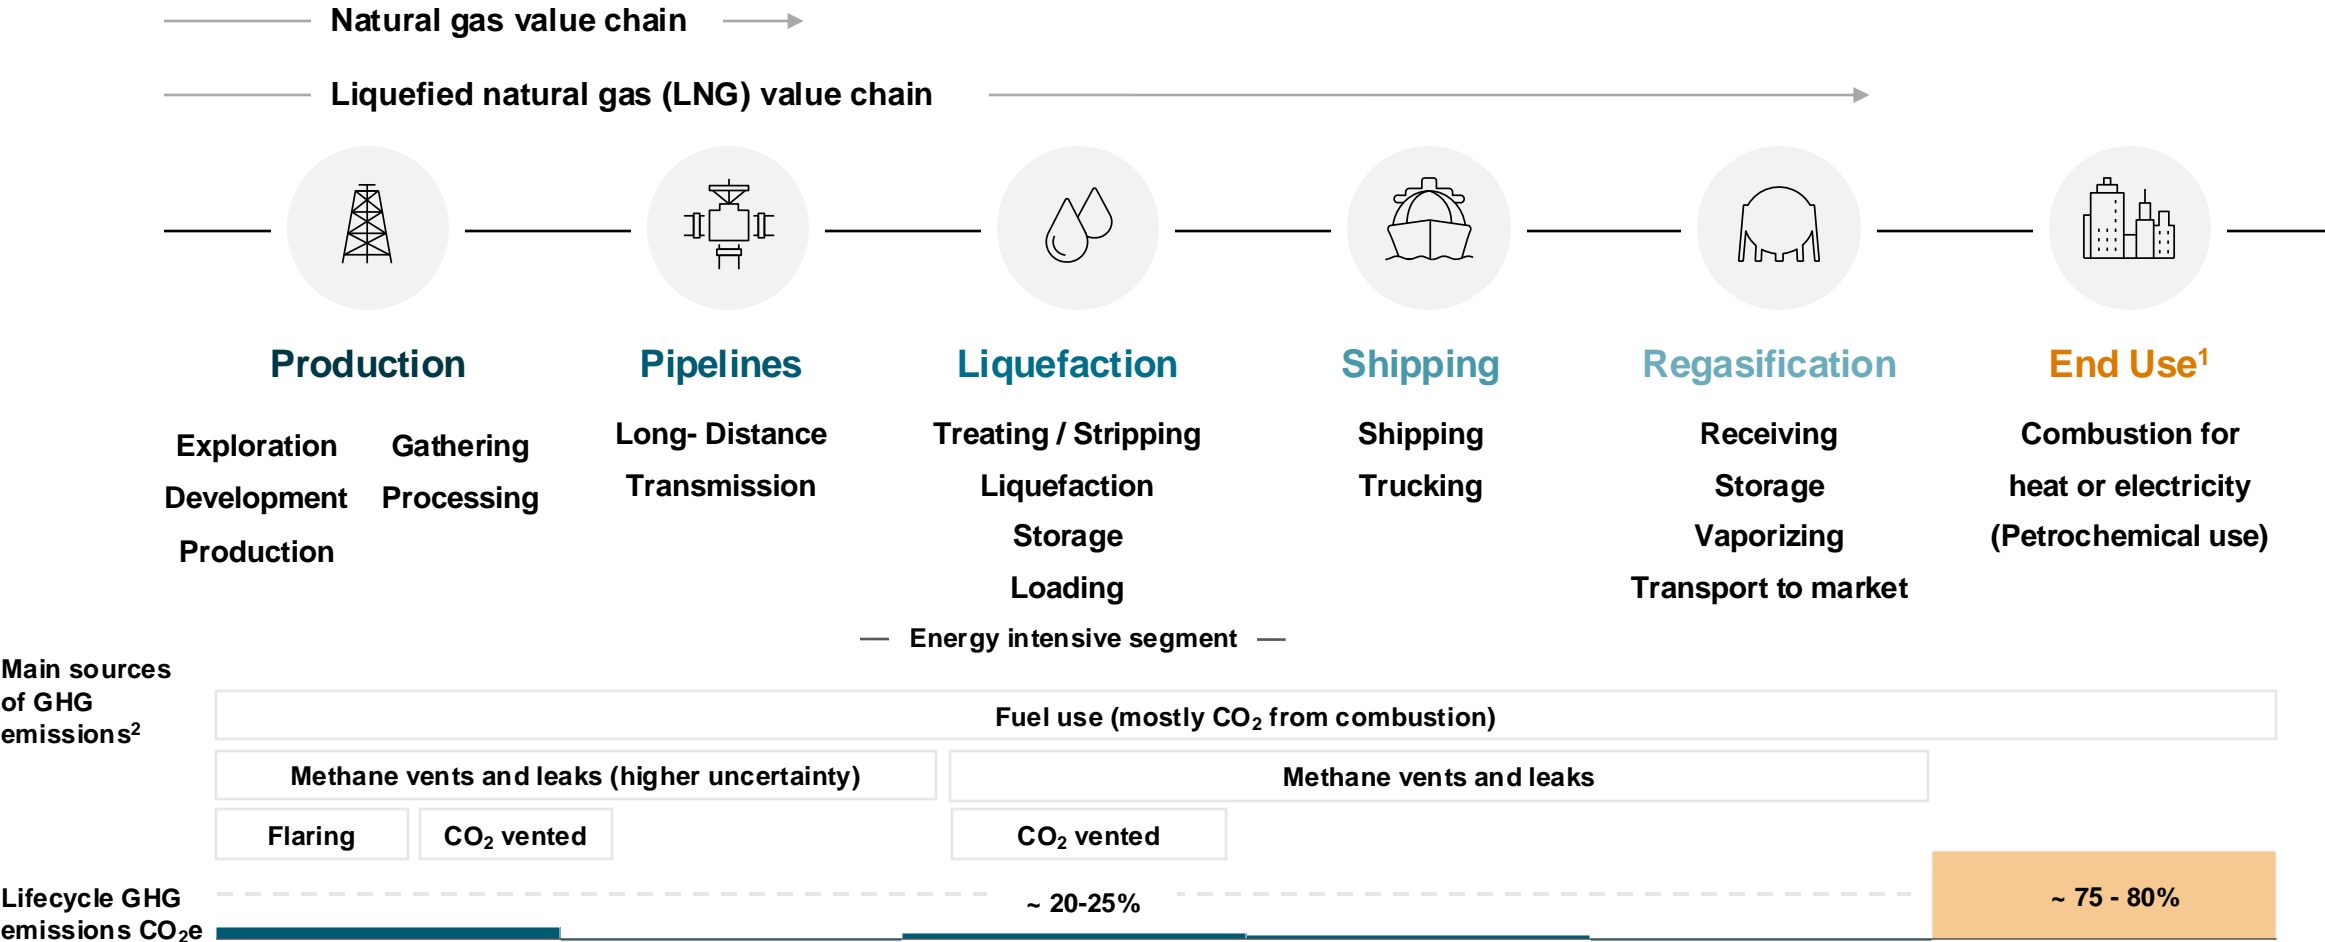 Natural gas value chain
Liquefied natural gas (LNG) value chain
Production
Pipelines
Liquefaction
Shipping
Regasification
End Use¹
Exploration
Development
Production
Gathering
Processing
Long- Distance
Transmission
Treating / Stripping
Liquefaction
Storage
Loading
Shipping
Trucking
Receiving
Storage
Vaporizing
Transport to market
Combustion for
heat or electricity
(Petrochemical use)
Energy intensive segment
Main sources
of GHG
emissions²
Fuel use (mostly CO₂ from combustion)
Methane vents and leaks (higher uncertainty)
Methane vents and leaks
Flaring
CO₂ vented
CO₂ vented
Lifecycle GHG
emissions CO₂e
~ 20-25%
~ 75 - 80%